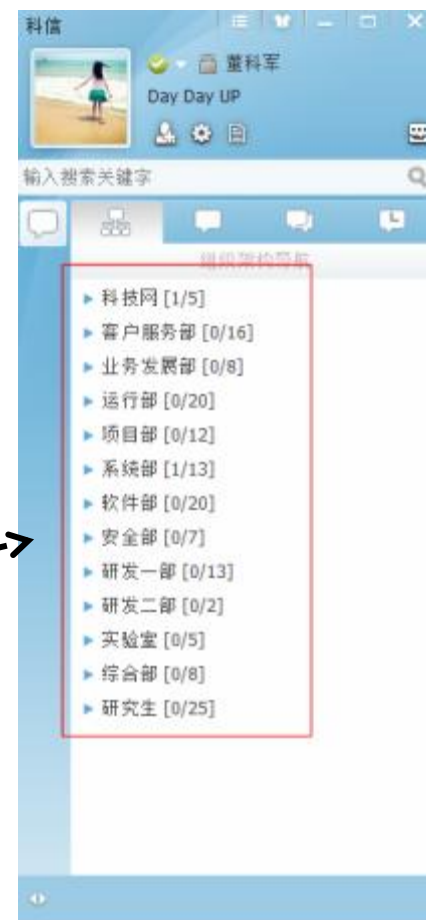 科信
董科军
Day Day UP
输入搜索关键字
组织架构导航
科技网 [1/5]
客户服务部 [0/16]
业务发展部 [0/8]
运行部 [0/20]
项目部 [0/12]
系统部 [1/13]
软件部 [0/20]
安全部 [0/7]
研发一部 [0/13]
研发二部 [0/2]
实验室 [0/5]
综合部 [0/8]
研究生 [0/25]